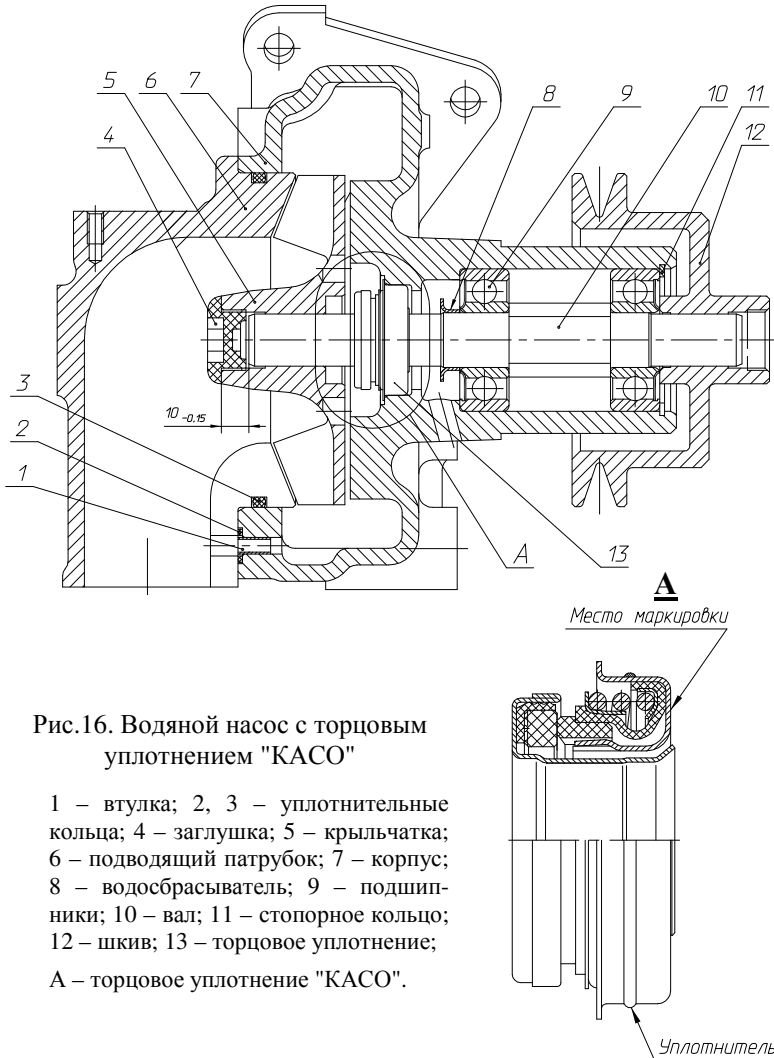 5
6
7
8
9
10
11
4
12
3
2
1
10 -0.15
А
13
А
Место маркировки
Рис.16. Водяной насос с торцовым
уплотнением "КАСО"
1 – втулка; 2, 3 – уплотнительные
кольца; 4 – заглушка; 5 – крыльчатка;
6 – подводящий патрубок; 7 – корпус;
8 – водосбрасыватель; 9 – подшип-
ники; 10 – вал; 11 – стопорное кольцо;
12 – шкив; 13 – торцовое уплотнение;
А – торцовое уплотнение "КАСО".
Уплотнитель